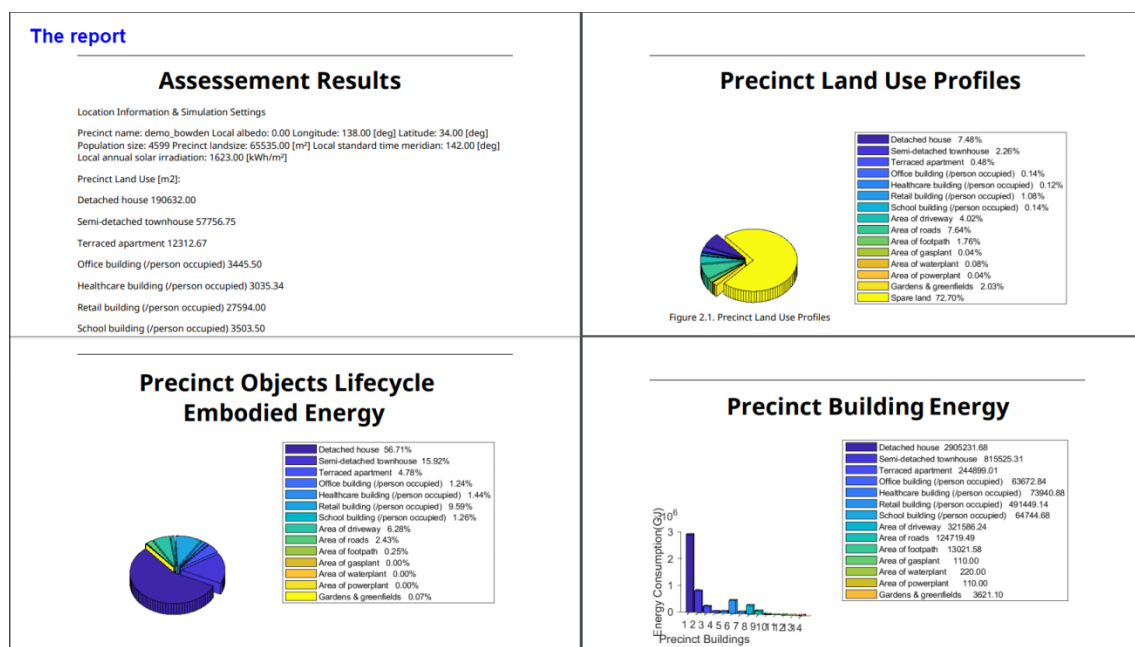 The report
Assessement Results
Location Information & Simulation Settings
Precinct name: demo_bowden Local albedo: 0.00 Longitude: 138.00 [deg] Latitude: 34.00 [deg]
Population size: 4599 Precinct landsize: 65535.00 [m²] Local standard time meridian: 142.00 [deg]
Local annual solar irradiation: 1623.00 [kWh/m²]
Precinct Land Use [m2]:
Detached house 190632.00
Semi-detached townhouse 57756.75
Terraced apartment 12312.67
Office building (/person occupied) 3445.50
Healthcare building (/person occupied) 3035.34
Retail building (/person occupied) 27594.00
School building (/person occupied) 3503.50
Precinct Land Use Profiles
Detached house 7.48%
Semi-detached townhouse 2.26%
Terraced apartment 0.48%
Office building (/person occupied) 0.14%
Healthcare building (/person occupied) 0.12%
Retail building (/person occupied) 1.08%
School building (/person occupied) 0.14%
Area of driveway 4.02%
Area of roads 7.64%
Area of footpath 1.76%
Area of gasplant 0.04%
Area of waterplant 0.08%
Area of powerplant 0.04%
Gardens & greenfields 2.03%
Spare land 72.70%
Figure 2.1. Precinct Land Use Profiles
Precinct Objects Lifecycle
Embodied Energy
Detached house 56.71%
Semi-detached townhouse 15.92%
Terraced apartment 4.78%
Office building (/person occupied) 1.24%
Healthcare building (/person occupied) 1.44%
Retail building (/person occupied) 9.59%
School building (/person occupied) 1.26%
Area of driveway 6.28%
Area of roads 2.43%
Area of footpath 0.25%
Area of gasplant 0.00%
Area of waterplant 0.00%
Area of powerplant 0.00%
Gardens & greenfields 0.07%
Precinct Building Energy
Detached house 2905231.68
Semi-detached townhouse 815525.31
Terraced apartment 244899.01
Office building (/person occupied) 63672.84
Healthcare building (/person occupied) 73940.88
Retail building (/person occupied) 491449.14
School building (/person occupied) 64744.68
Area of driveway 321586.24
Area of roads 124719.49
Area of footpath 13021.58
Area of gasplant 110.00
Area of waterplant 220.00
Area of powerplant 110.00
Gardens & greenfields 3621.10
Energy Consumption(GJ)
10⁶
3
2
1
0
1 2 3 4 5 6 7 8 9 10 11 12 13 14
Precinct Buildings